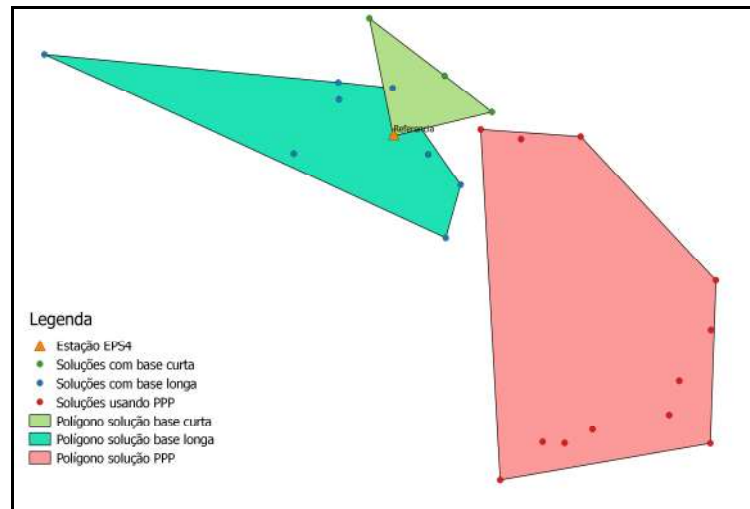 Referencia
Legenda
Estação EPS4
Soluções com base curta
Soluções com base longa
Soluções usando PPP
Polígono solução base curta
Polígono solução base longa
Polígono solução PPP